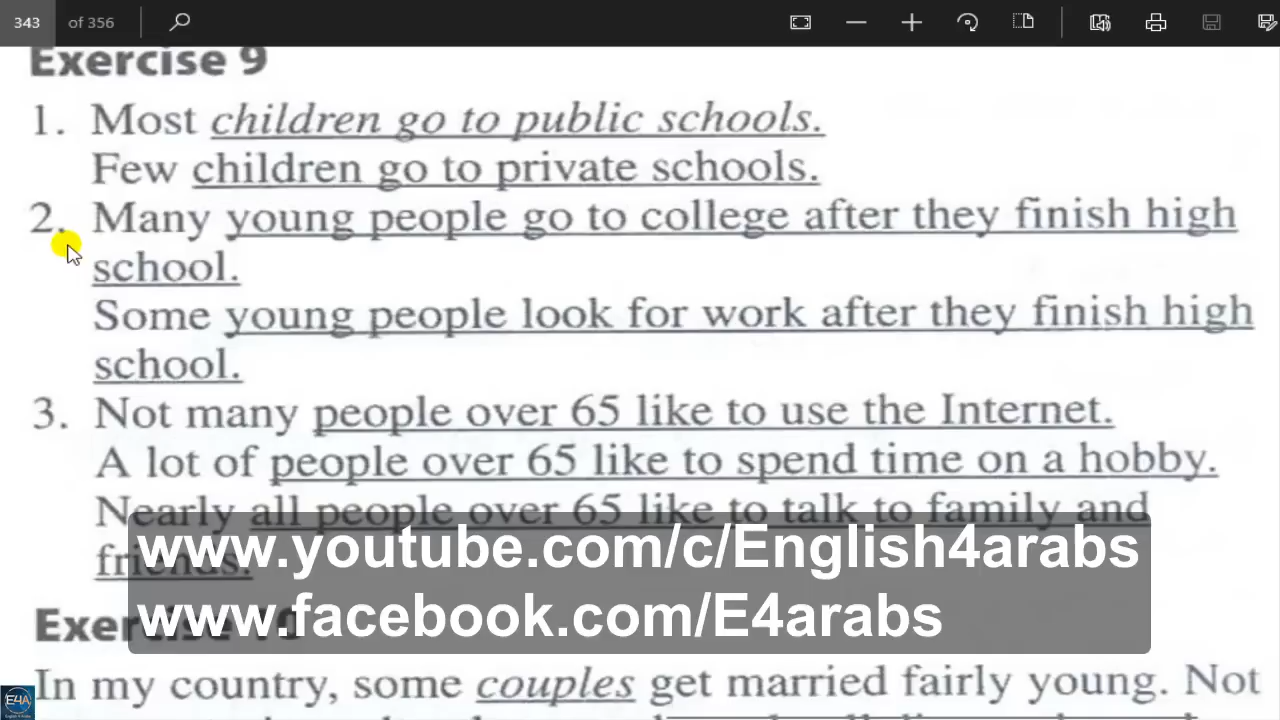 343 of 356
Exercise 9
1. Most children go to public schools.
Few children go to private schools.
2. Many young people go to college after they finish high
school.
Some young people look for work after they finish high
school.
3. Not many people over 65 like to use the Internet.
A lot of people over 65 like to spend time on a hobby.
Nearly all people over 65 like to talk to family and
friends.
www.youtube.com/c/English4arabs
www.facebook.com/E4arabs
Exercise 10
In my country, some couples get married fairly young. Not
E4A